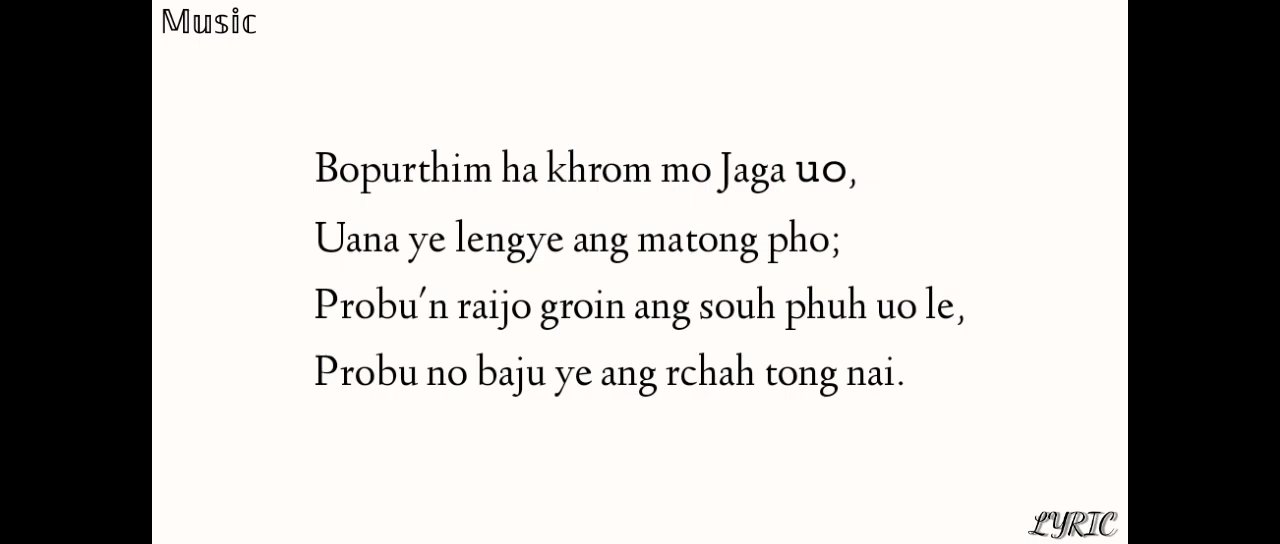 Music
Bopurthim ha khrom mo Jaga uo,
Uana ye lengye ang matong pho;
Probu'n raijo groin ang souh phuh uo le,
Probu no baju ye ang rchah tong nai.
LYRIC